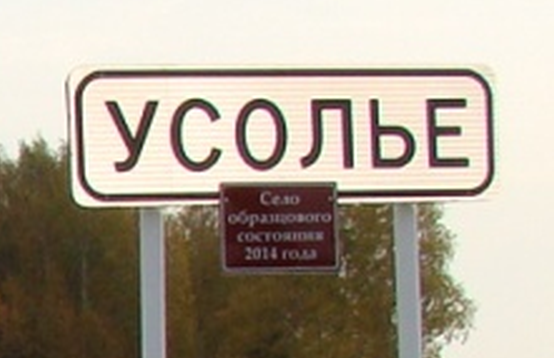 УСОЛЬЕ
Село
образцового
состояния
2014 года